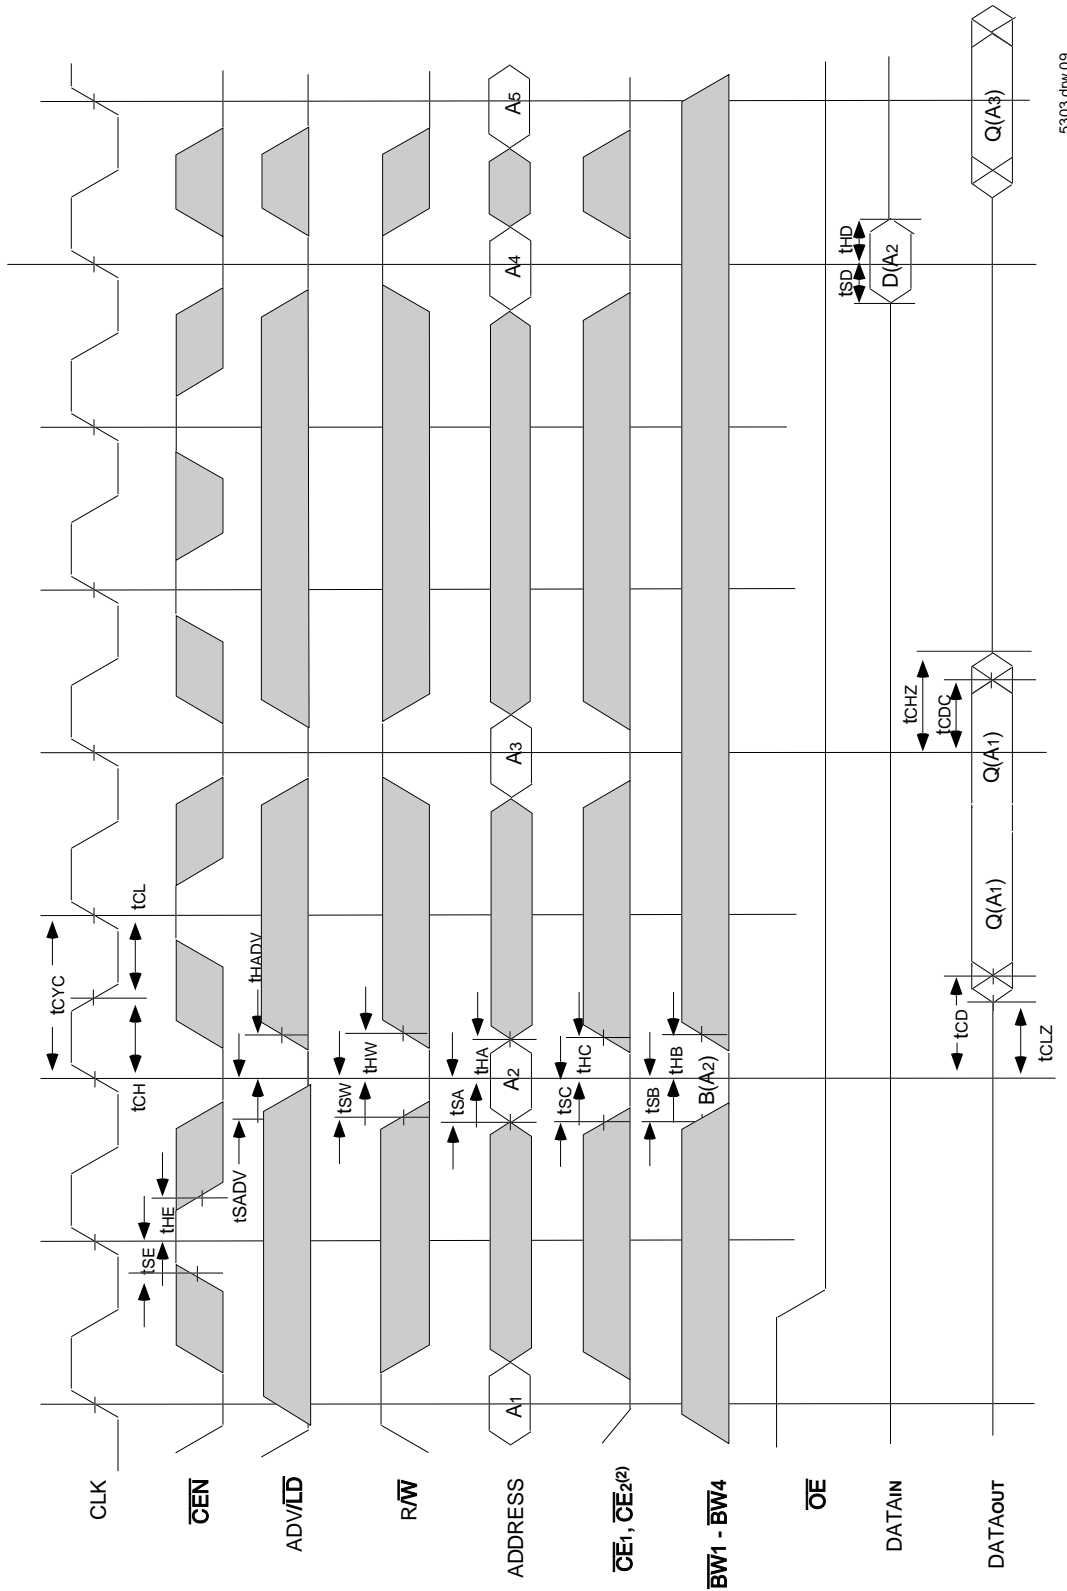 tCYC
tCH
tCL
CLK
tSE
tHE
CEN
tSADV
tHADV
ADV/LD
tSW
tHW
R/W
tSA
tHA
ADDRESS
A1
A2
A3
A4
A5
tSC
tHC
CE1, CE2(2)
tSB
tHB
BW1 - BW4
B(A2)
OE
tSD
tHD
DATAIN
D(A2
tCD
tCHZ
tCDC
DATAOUT
Q(A1)
Q(A1)
Q(A3)
tCLZ
5303 drw 09